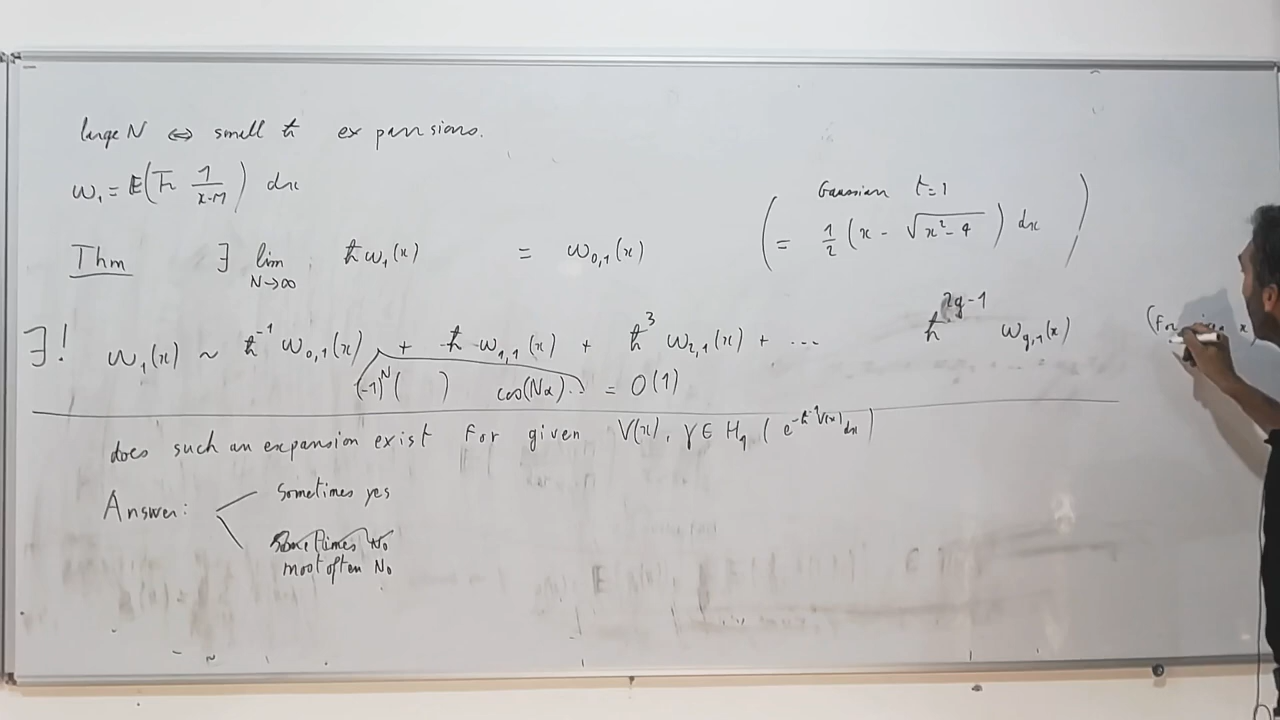 large N ⇔ small ħ expansions.
ω₁ = E(Tr 1/(x-M)) dx
Gaussian t=1
(= 1/2 (x - √(x²-4)) dx)
Thm ∃ lim_{N→∞} ħω₁(x) = ω₀,₁(x)
∃! ω₁(x) ~ ħ⁻¹ ω₀,₁(x) + ħ ω₁,₁(x) + ħ³ ω₂,₁(x) + ... ħ^{2g-1} ω_{g,1}(x) (For
(-1)^N ( ) cos(Nα).. = O(1)
does such an expansion exist For given V(x), γ ∈ H₁ ( e^{-ħ⁻¹V(x)} dx )
Answer: Sometimes yes
Sometimes No
most often No